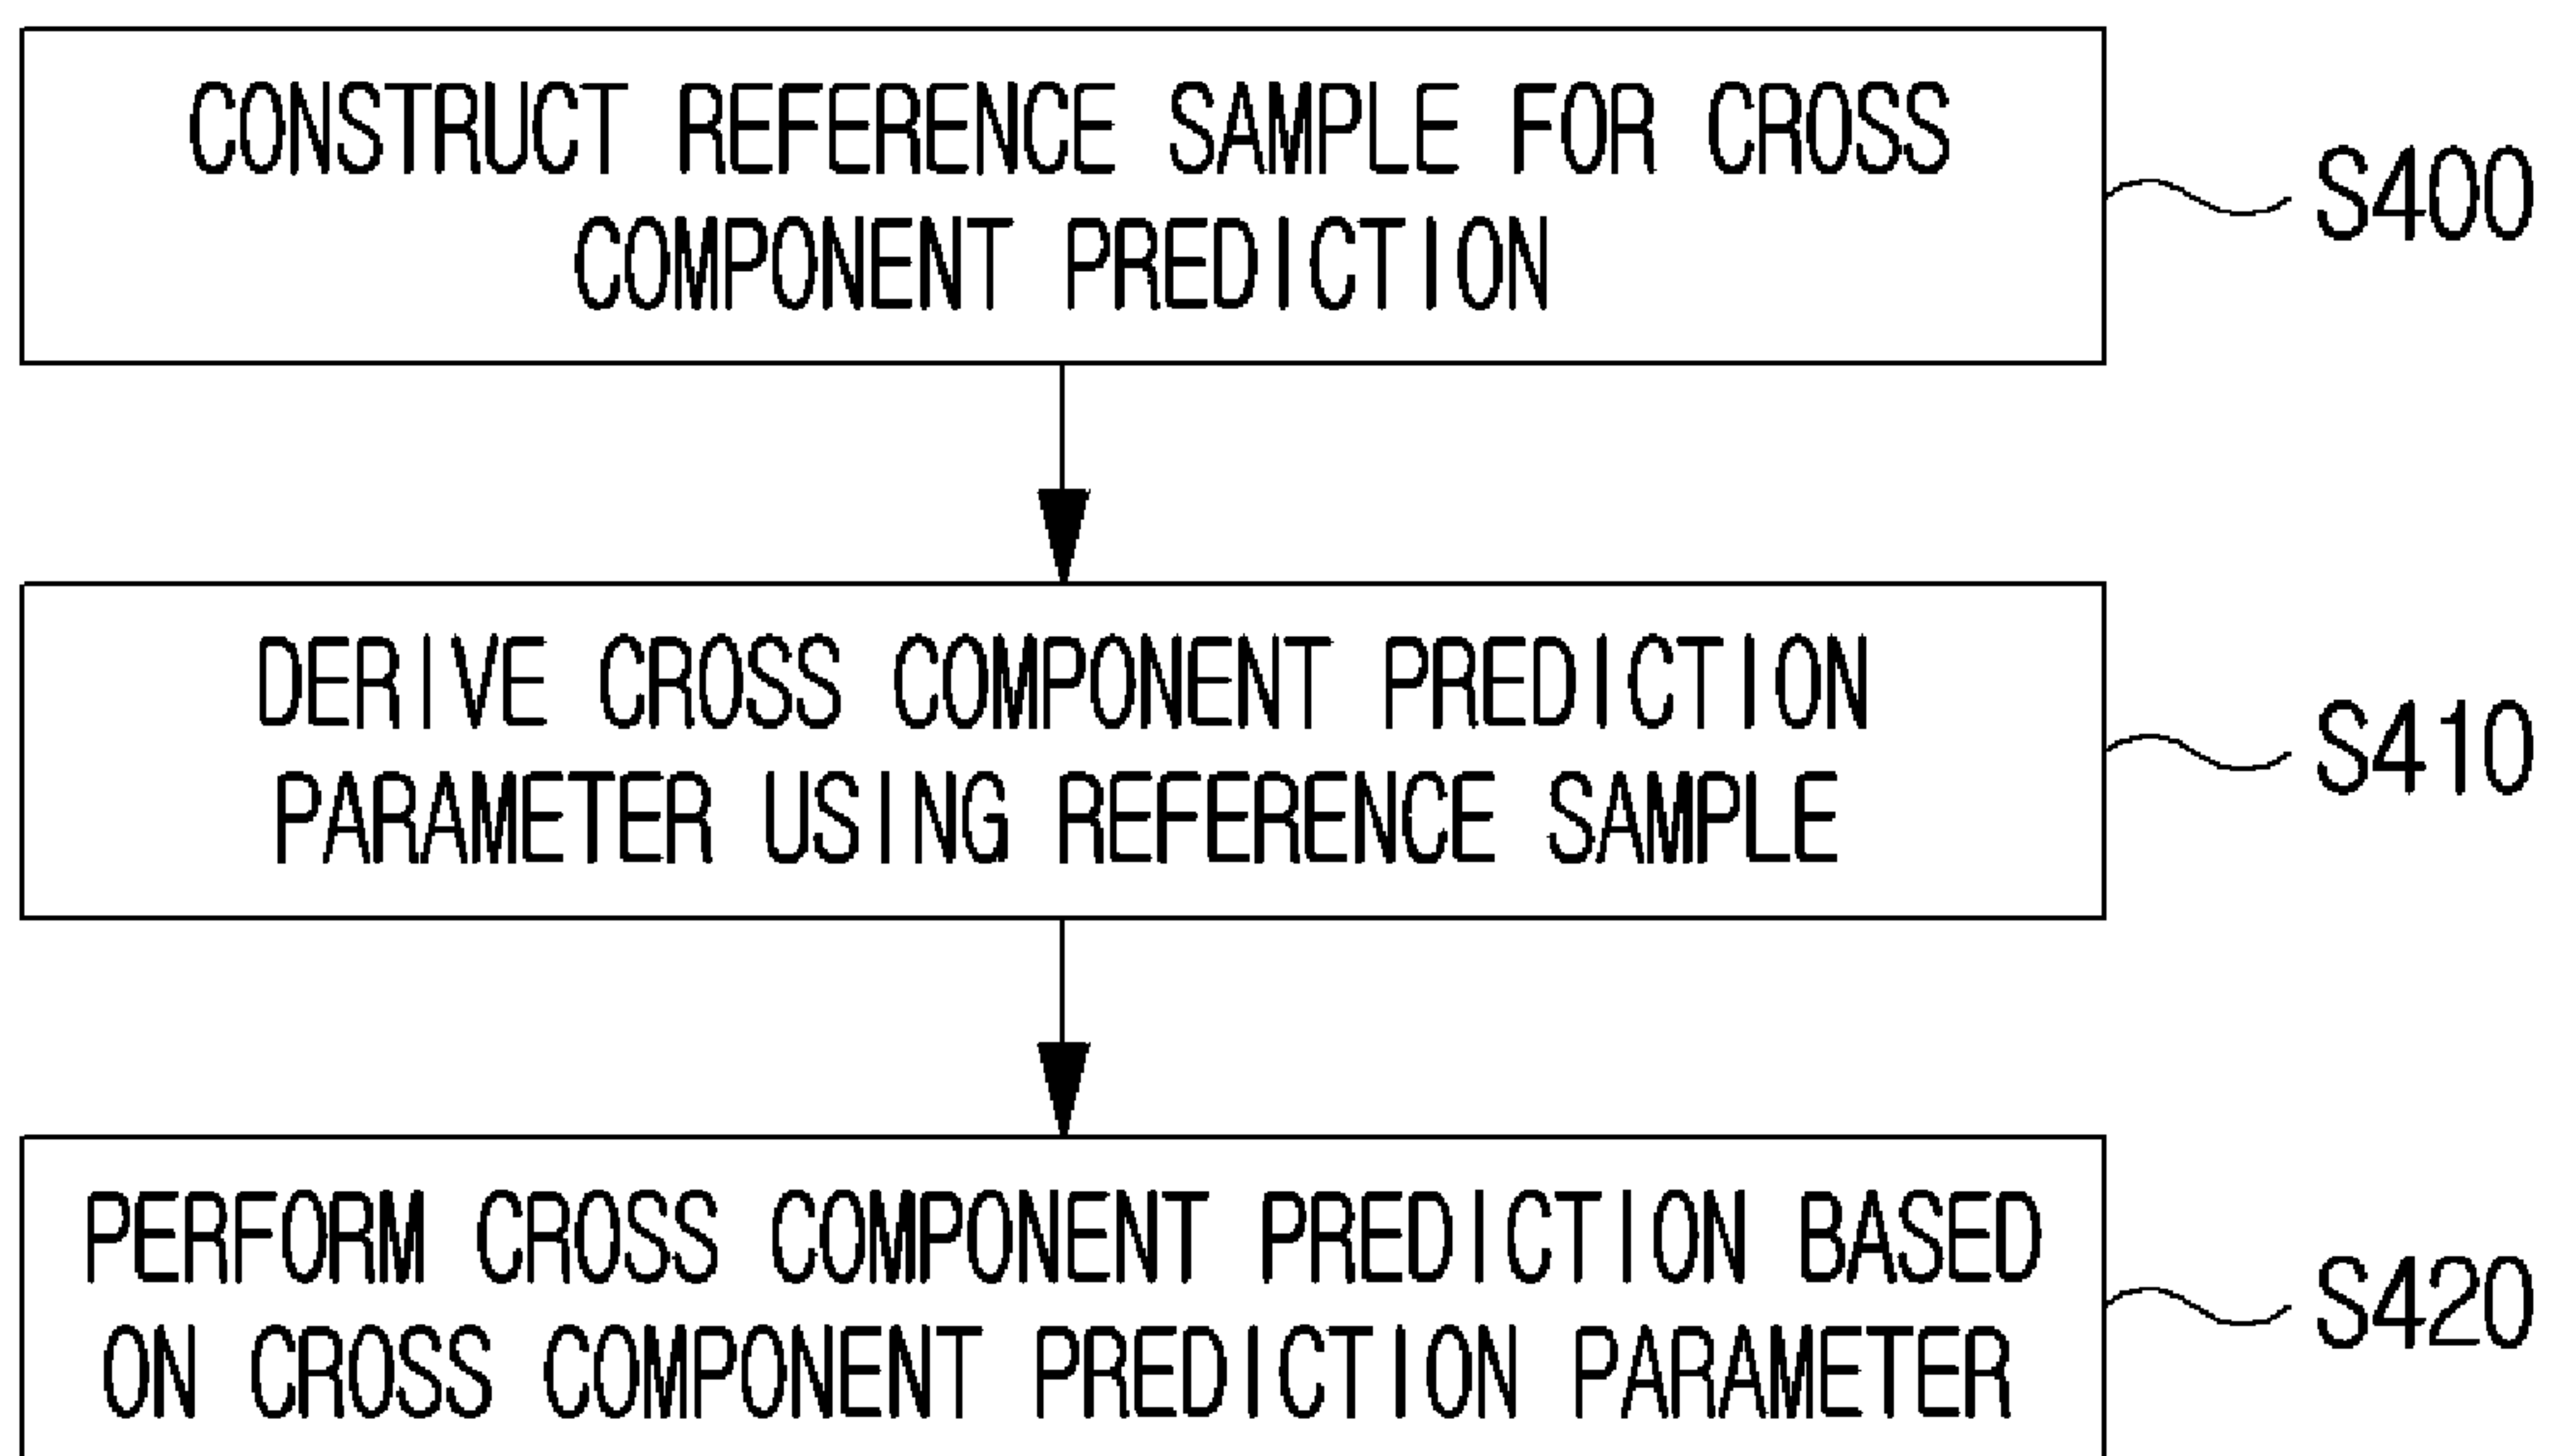 CONSTRUCT REFERENCE SAMPLE FOR CROSS
COMPONENT PREDICTION
S400
DERIVE CROSS COMPONENT PREDICTION
PARAMETER USING REFERENCE SAMPLE
S410
PERFORM CROSS COMPONENT PREDICTION BASED
ON CROSS COMPONENT PREDICTION PARAMETER
S420